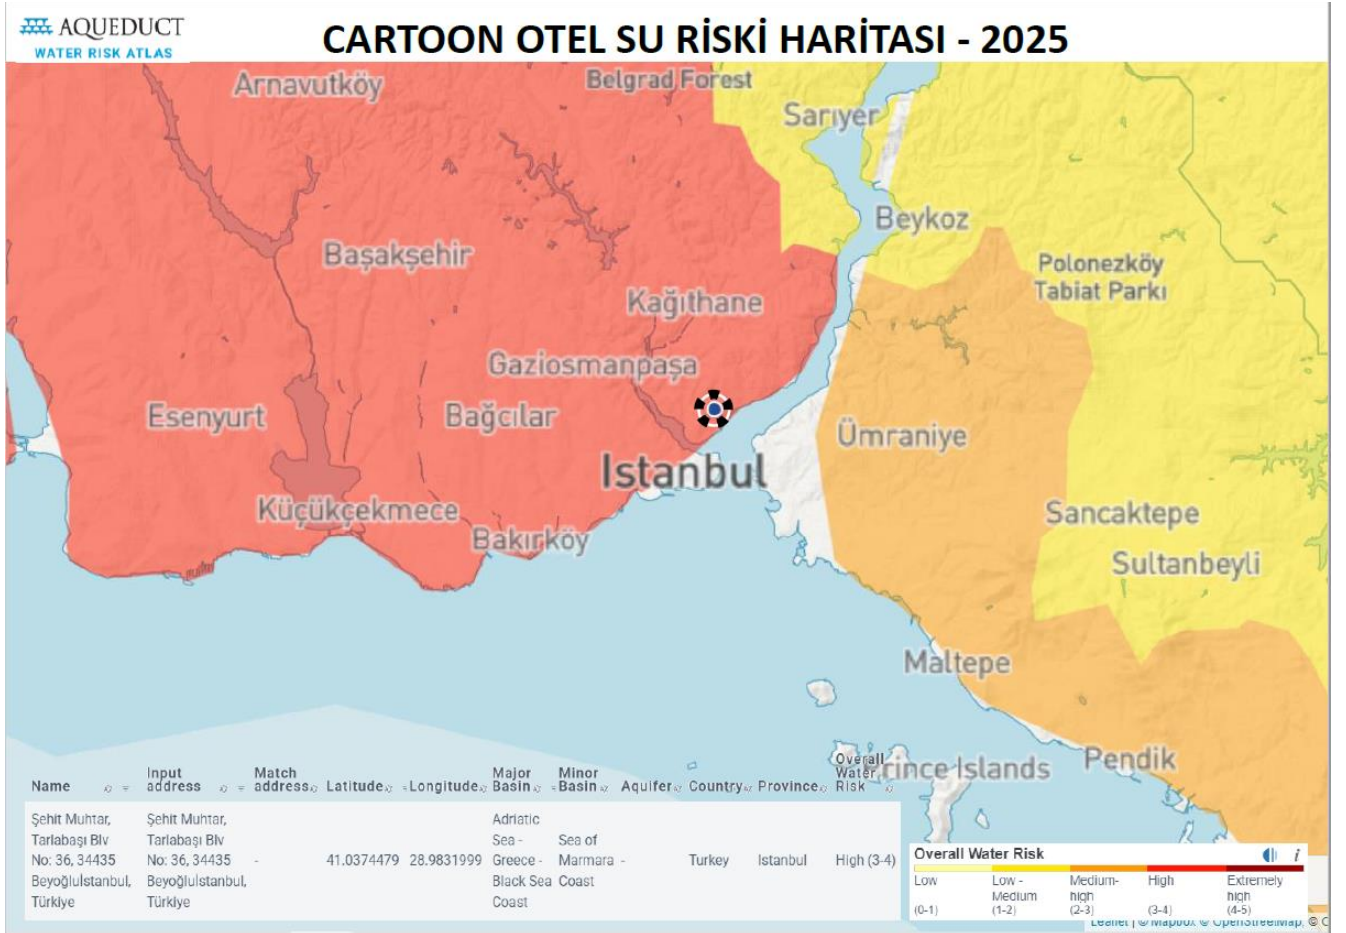 AQUEDUCT
WATER RISK ATLAS
CARTOON OTEL SU RİSKİ HARİTASI - 2025
Arnavutköy
Belgrad Forest
Sarıyer
Beykoz
Başakşehir
Polonezköy
Tabiat Parkı
Kağıthane
Gaziosmanpaşa
Esenyurt
Bağcılar
Ümraniye
Istanbul
Küçükçekmece
Sancaktepe
Bakırköy
Sultanbeyli
Maltepe
Pendik
Prince Islands
Name
Input
address
Match
address
Latitude
Longitude
Major
Basin
Minor
Basin
Aquifer
Country
Province
Overall
Water
Risk
Şehit Muhtar,
Tarlabaşı Blv
No: 36, 34435
Beyoğluİstanbul,
Türkiye
Şehit Muhtar,
Tarlabaşı Blv
No: 36, 34435
Beyoğluİstanbul,
Türkiye
-
41.0374479
28.9831999
Adriatic
Sea -
Greece -
Black Sea
Coast
Sea of
Marmara
Coast
-
Turkey
Istanbul
High (3-4)
Overall Water Risk
i
Low
(0-1)
Low -
Medium
(1-2)
Medium-
high
(2-3)
High
(3-4)
Extremely
high
(4-5)
Leaflet | © Mapbox © OpenStreetMap, ©